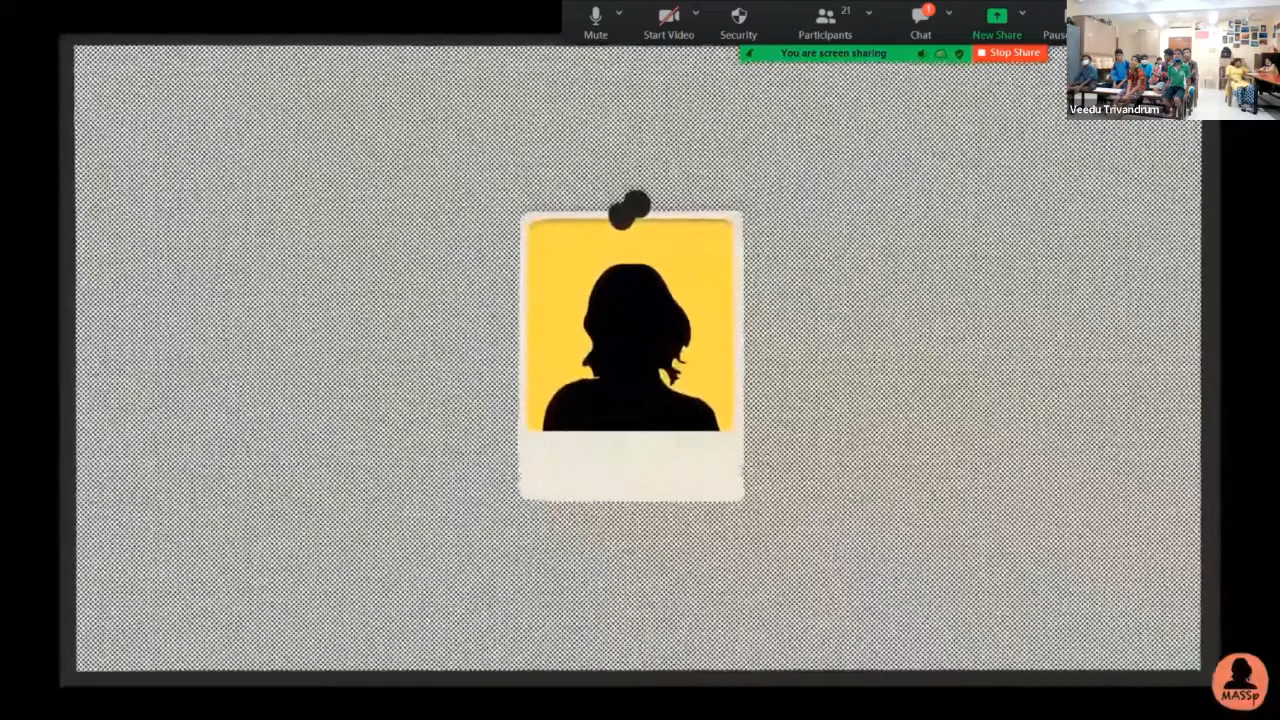 21
1
Mute
Start Video
Security
Participants
Chat
New Share
Paus
You are screen sharing
Stop Share
Veedu Trivandrum
MASSp